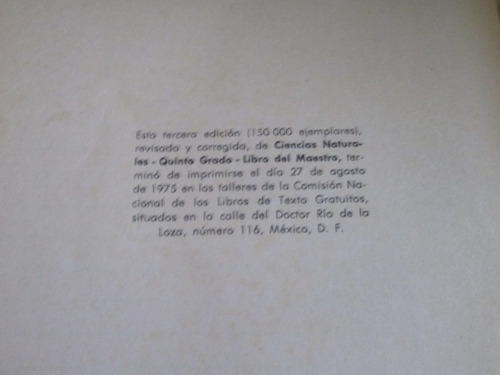 Esta tercera edición (150 000 ejemplares),
revisada y corregida, de Ciencias Natura-
les - Quinto Grado - Libro del Maestro, ter-
minó de imprimirse el día 27 de agosto
de 1975 en los talleres de la Comisión Na-
cional de los Libros de Texto Gratuitos,
situados en la calle del Doctor Río de la
Loza, número 116, México, D. F.